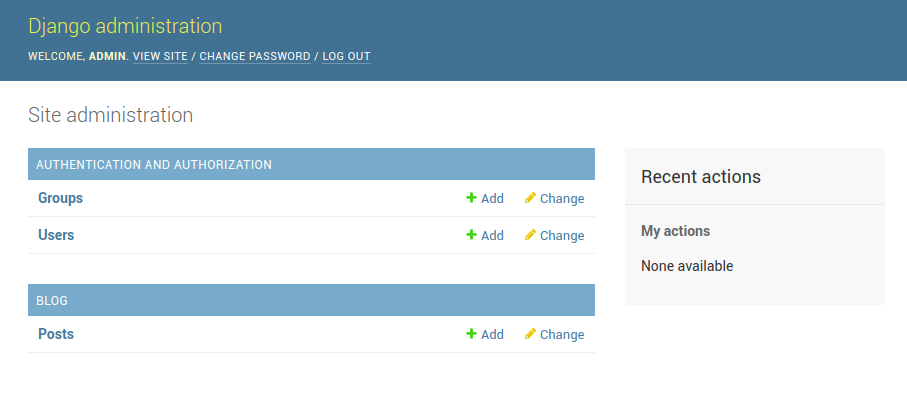 Django administration
WELCOME, ADMIN. VIEW SITE / CHANGE PASSWORD / LOG OUT
Site administration
AUTHENTICATION AND AUTHORIZATION
Groups Add Change
Users Add Change
BLOG
Posts Add Change
Recent actions
My actions
None available